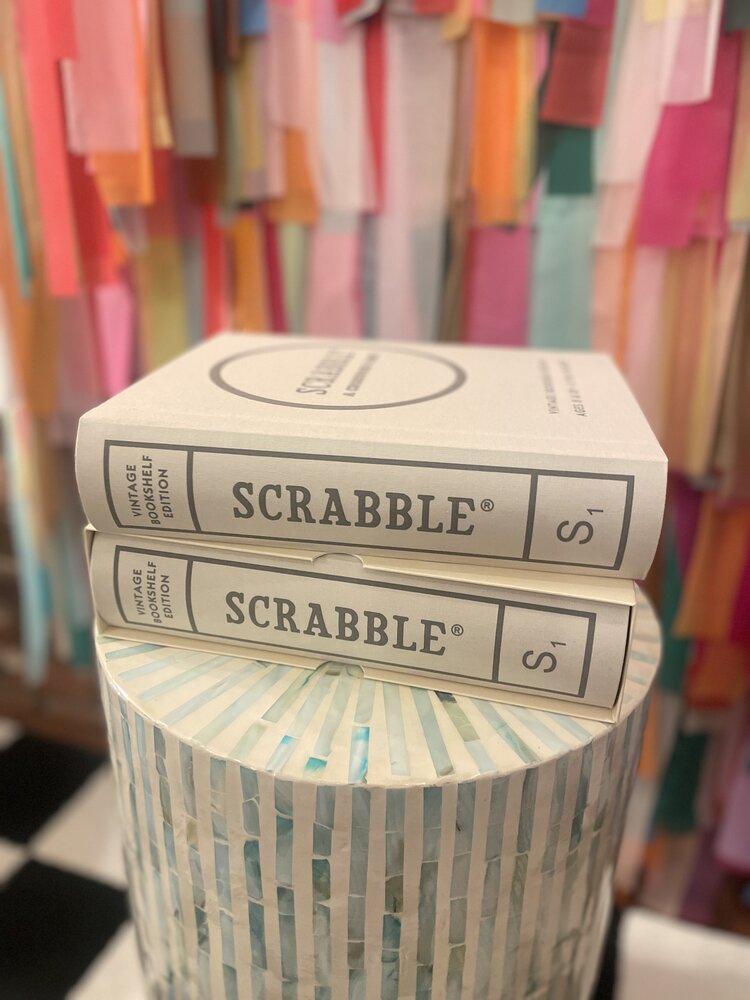 SCRABBLE
VINTAGE
BOOKSHELF
EDITION
SCRABBLE®
S1
VINTAGE
BOOKSHELF
EDITION
SCRABBLE®
S1